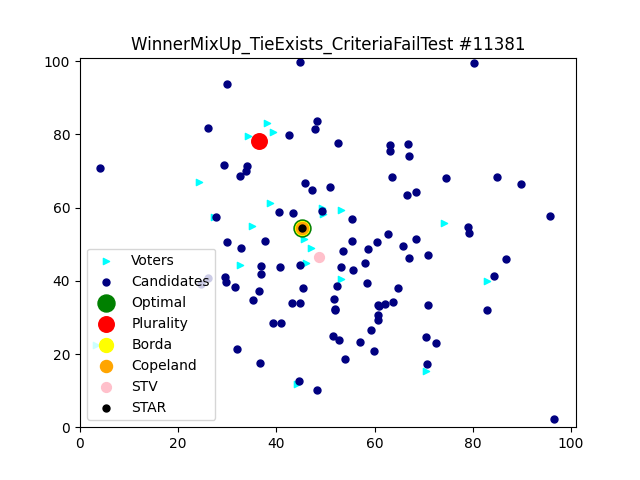 WinnerMixUp_TieExists_CriteriaFailTest #11381
100
80
60
40
20
0
0 20 40 60 80 100
Voters
Candidates
Optimal
Plurality
Borda
Copeland
STV
STAR